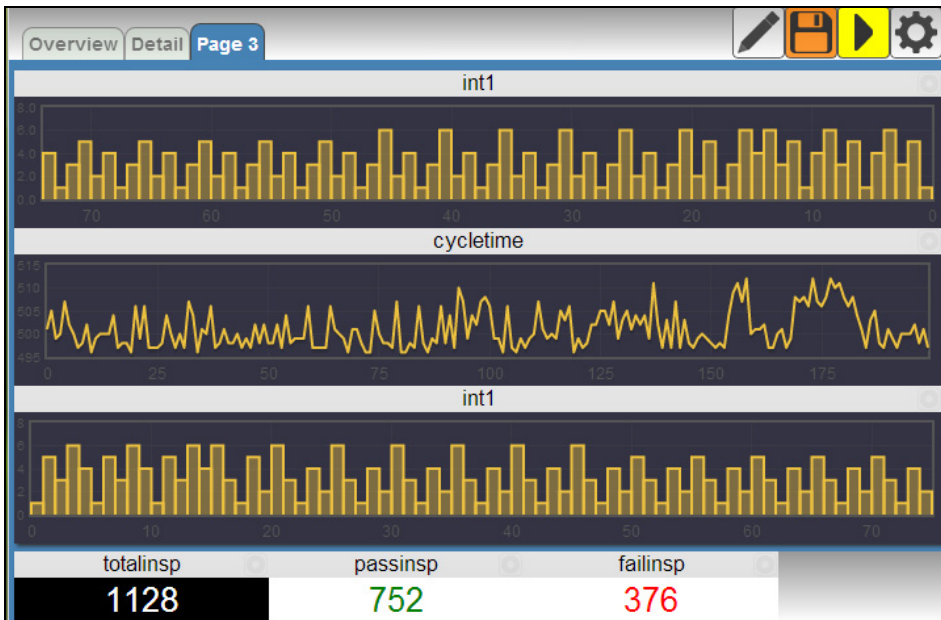 Overview Detail Page 3
int1
8.0
6.0
4.0
2.0
0.0
70 60 50 40 30 20 10 0
cycletime
515
510
505
500
495
0 25 50 75 100 125 150 175
int1
8
6
4
2
0
0 10 20 30 40 50 60 70
totalinsp passinsp failinsp
1128 752 376